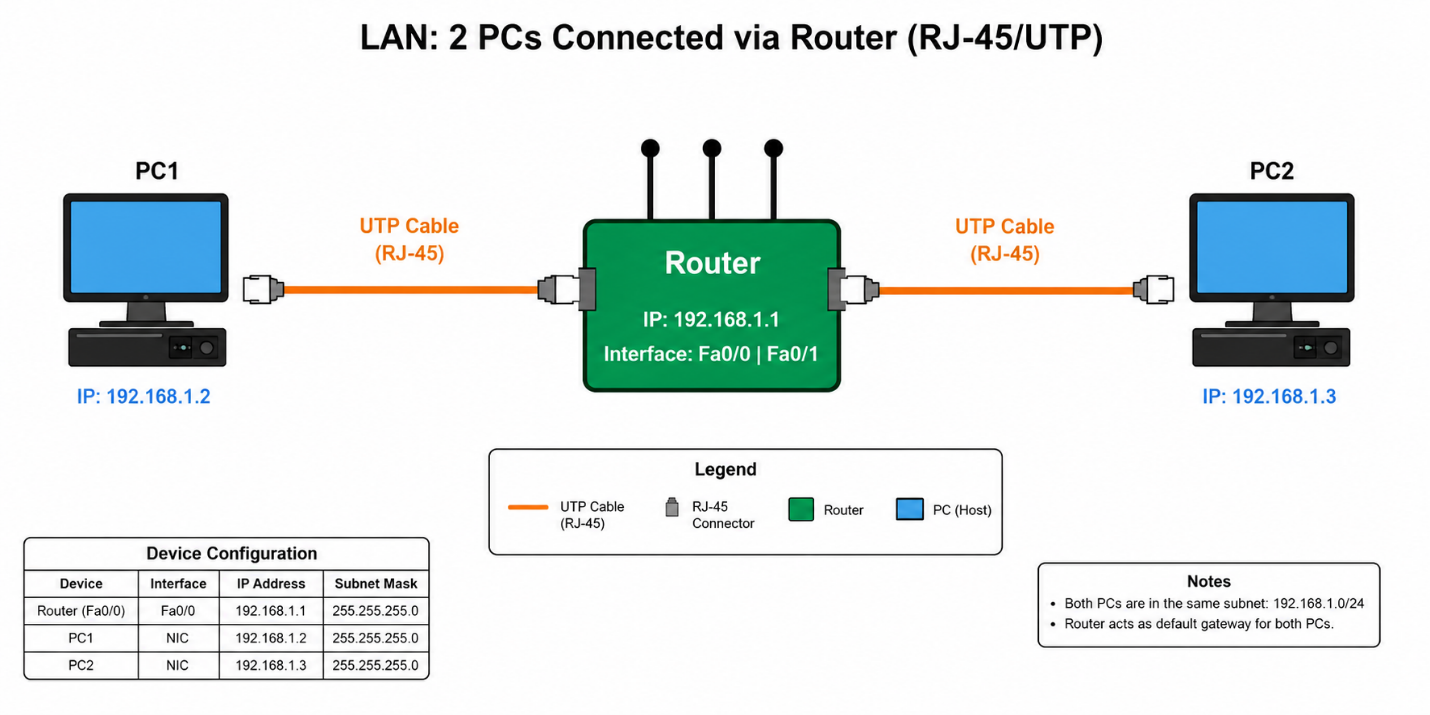 LAN: 2 PCs Connected via Router (RJ-45/UTP)
PC1
UTP Cable
(RJ-45)
IP: 192.168.1.2
Router
IP: 192.168.1.1
Interface: Fa0/0 | Fa0/1
UTP Cable
(RJ-45)
PC2
IP: 192.168.1.3
Legend
UTP Cable
(RJ-45)
RJ-45
Connector
Router
PC (Host)
Device Configuration
Device Interface IP Address Subnet Mask
Router (Fa0/0) Fa0/0 192.168.1.1 255.255.255.0
PC1 NIC 192.168.1.2 255.255.255.0
PC2 NIC 192.168.1.3 255.255.255.0
Notes
• Both PCs are in the same subnet: 192.168.1.0/24
• Router acts as default gateway for both PCs.